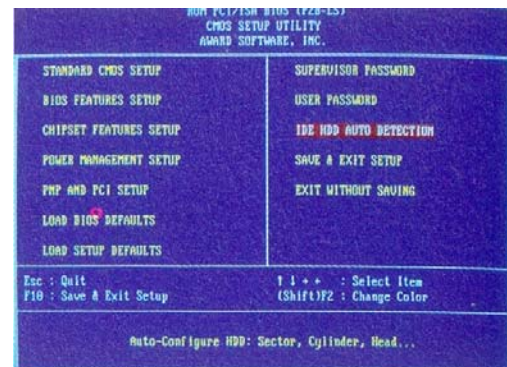 ROM PCI/ISA BIOS (P2B-LS)
CMOS SETUP UTILITY
AWARD SOFTWARE, INC.
STANDARD CMOS SETUP
BIOS FEATURES SETUP
CHIPSET FEATURES SETUP
POWER MANAGEMENT SETUP
PNP AND PCI SETUP
LOAD BIOS DEFAULTS
LOAD SETUP DEFAULTS
SUPERVISOR PASSWORD
USER PASSWORD
IDE HDD AUTO DETECTION
SAVE & EXIT SETUP
EXIT WITHOUT SAVING
Esc : Quit
F10 : Save & Exit Setup
↑ ↓ → ← : Select Item
(Shift)F2 : Change Color
Auto-Configure HDD: Sector, Cylinder, Head...